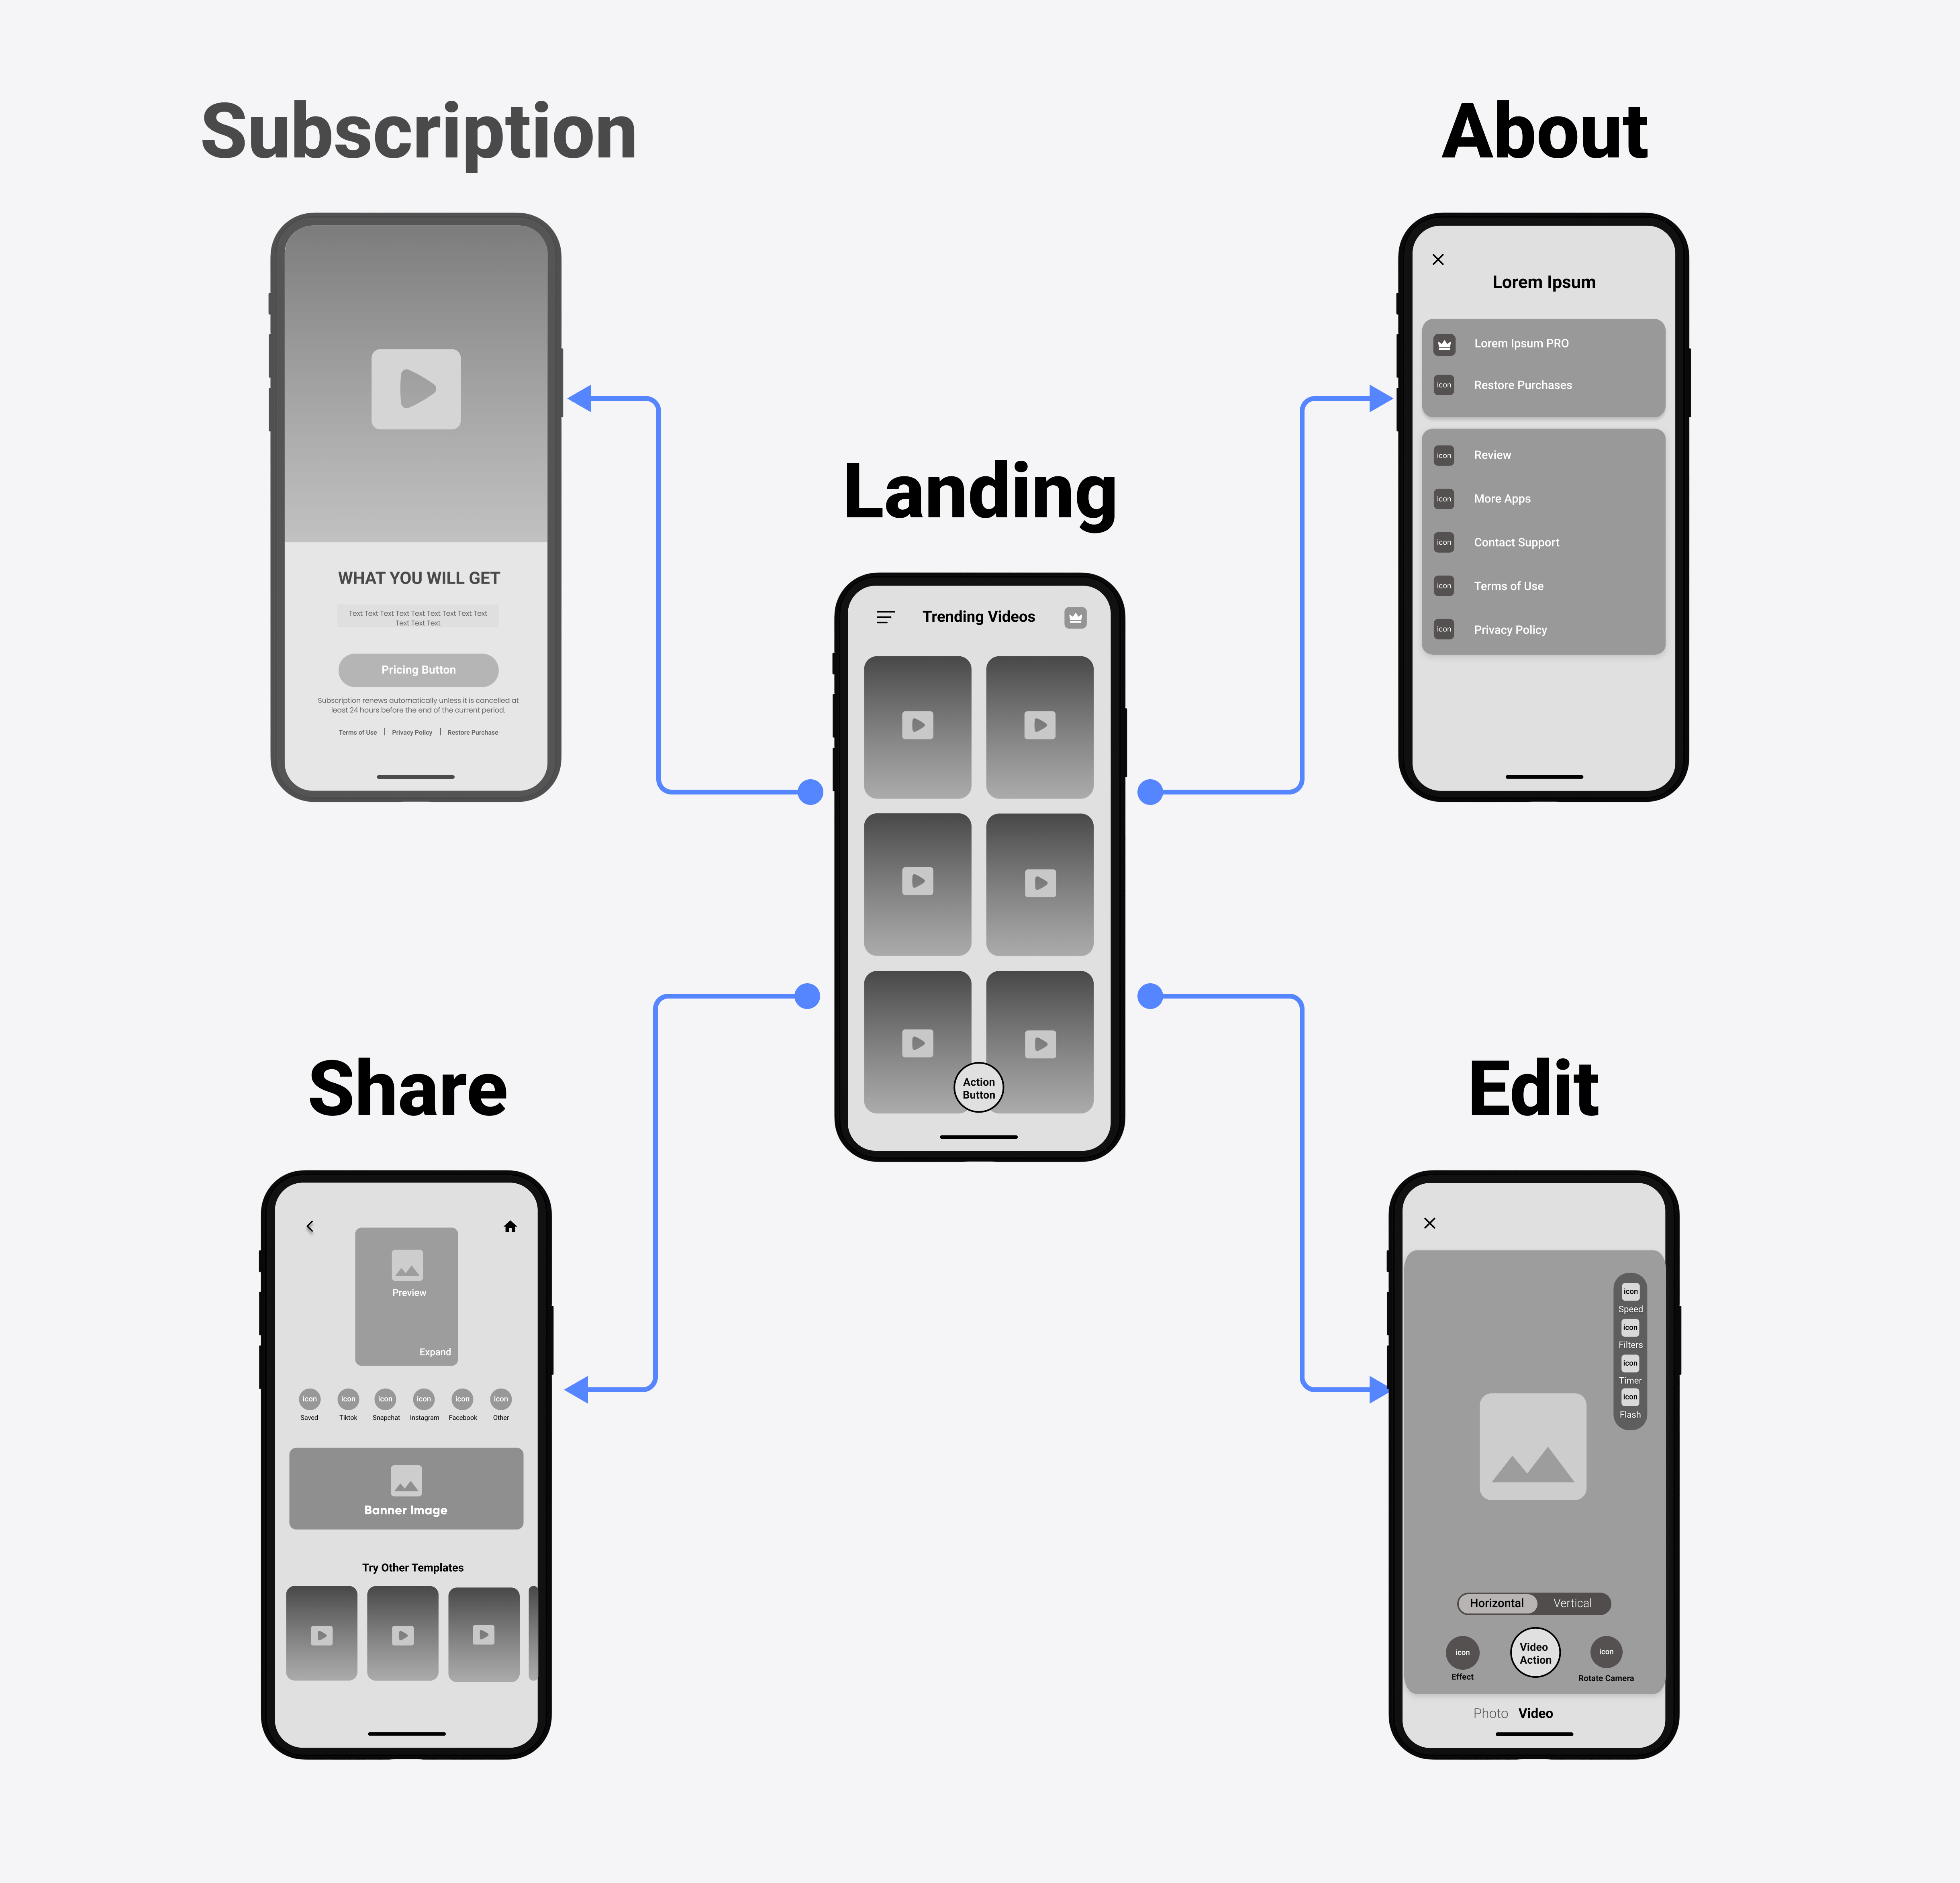 Subscription
WHAT YOU WILL GET
Text Text Text Text Text Text Text Text Text
Text Text Text
Pricing Button
Subscription renews automatically unless it is cancelled at
least 24 hours before the end of the current period.
Terms of Use | Privacy Policy | Restore Purchase
About
Lorem Ipsum
Lorem Ipsum PRO
icon Restore Purchases
icon Review
icon More Apps
icon Contact Support
icon Terms of Use
icon Privacy Policy
Landing
Trending Videos
Action
Button
Share
Preview
Expand
icon icon icon icon icon icon
Saved Tiktok Snapchat Instagram Facebook Other
Banner Image
Try Other Templates
Edit
icon
Speed
icon
Filters
icon
Timer
icon
Flash
Horizontal Vertical
icon
Effect
Video
Action
icon
Rotate Camera
Photo Video